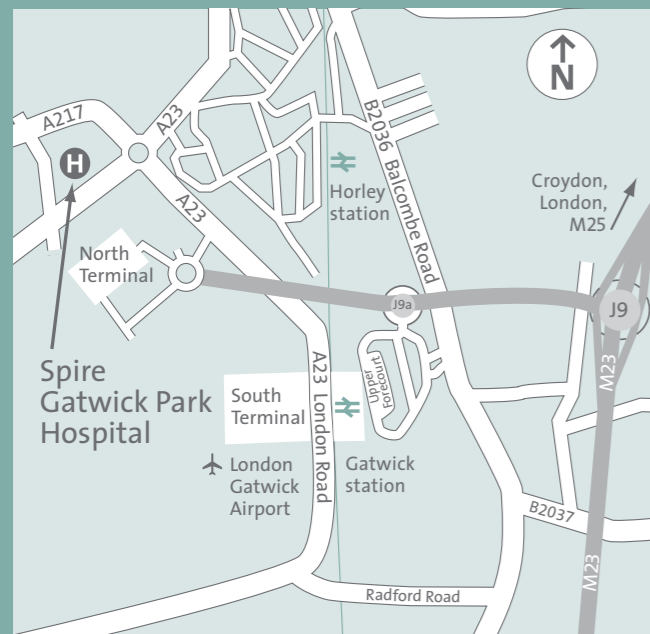 N
A217
A23
H
A23
B2036 Balcombe Road
Horley
station
Croydon,
London,
M25
North
Terminal
J9a
J9
M23
Spire
Gatwick Park
Hospital
A23 London Road
South
Terminal
Upper
Forecourt
London
Gatwick
Airport
Gatwick
station
B2037
M23
Radford Road